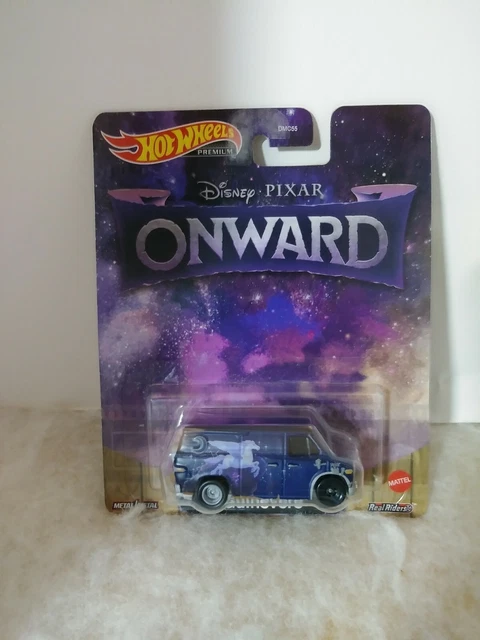 HOT WHEELS
PREMIUM
DMC55
Disney · PIXAR
ONWARD
METAL/METAL
MATTEL
Real Riders®